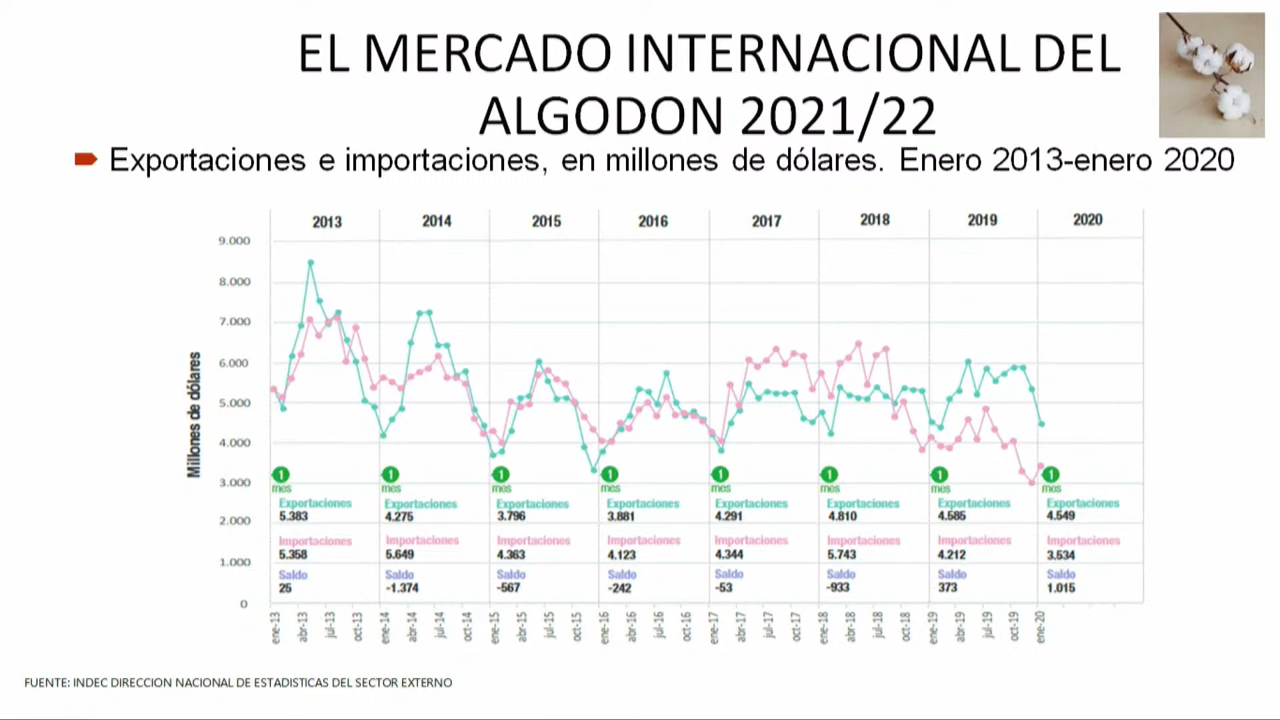 EL MERCADO INTERNACIONAL DEL
ALGODON 2021/22
Exportaciones e importaciones, en millones de dólares. Enero 2013-enero 2020
2013 2014 2015 2016 2017 2018 2019 2020
Millones de dólares
9.000
8.000
7.000
6.000
5.000
4.000
3.000
2.000
1.000
0
1 1 1 1 1 1 1 1
mes mes mes mes mes mes mes mes
Exportaciones Exportaciones Exportaciones Exportaciones Exportaciones Exportaciones Exportaciones Exportaciones
5.383 4.275 3.796 3.881 4.291 4.810 4.585 4.549
Importaciones Importaciones Importaciones Importaciones Importaciones Importaciones Importaciones Importaciones
5.358 5.649 4.363 4.123 4.344 5.743 4.212 3.534
Saldo Saldo Saldo Saldo Saldo Saldo Saldo Saldo
25 -1.374 -567 -242 -53 -933 373 1.015
ene-13 abr-13 jul-13 oct-13 ene-14 abr-14 jul-14 oct-14 ene-15 abr-15 jul-15 oct-15 ene-16 abr-16 jul-16 oct-16 ene-17 abr-17 jul-17 oct-17 ene-18 abr-18 jul-18 oct-18 ene-19 abr-19 jul-19 oct-19 ene-20
FUENTE: INDEC DIRECCION NACIONAL DE ESTADISTICAS DEL SECTOR EXTERNO